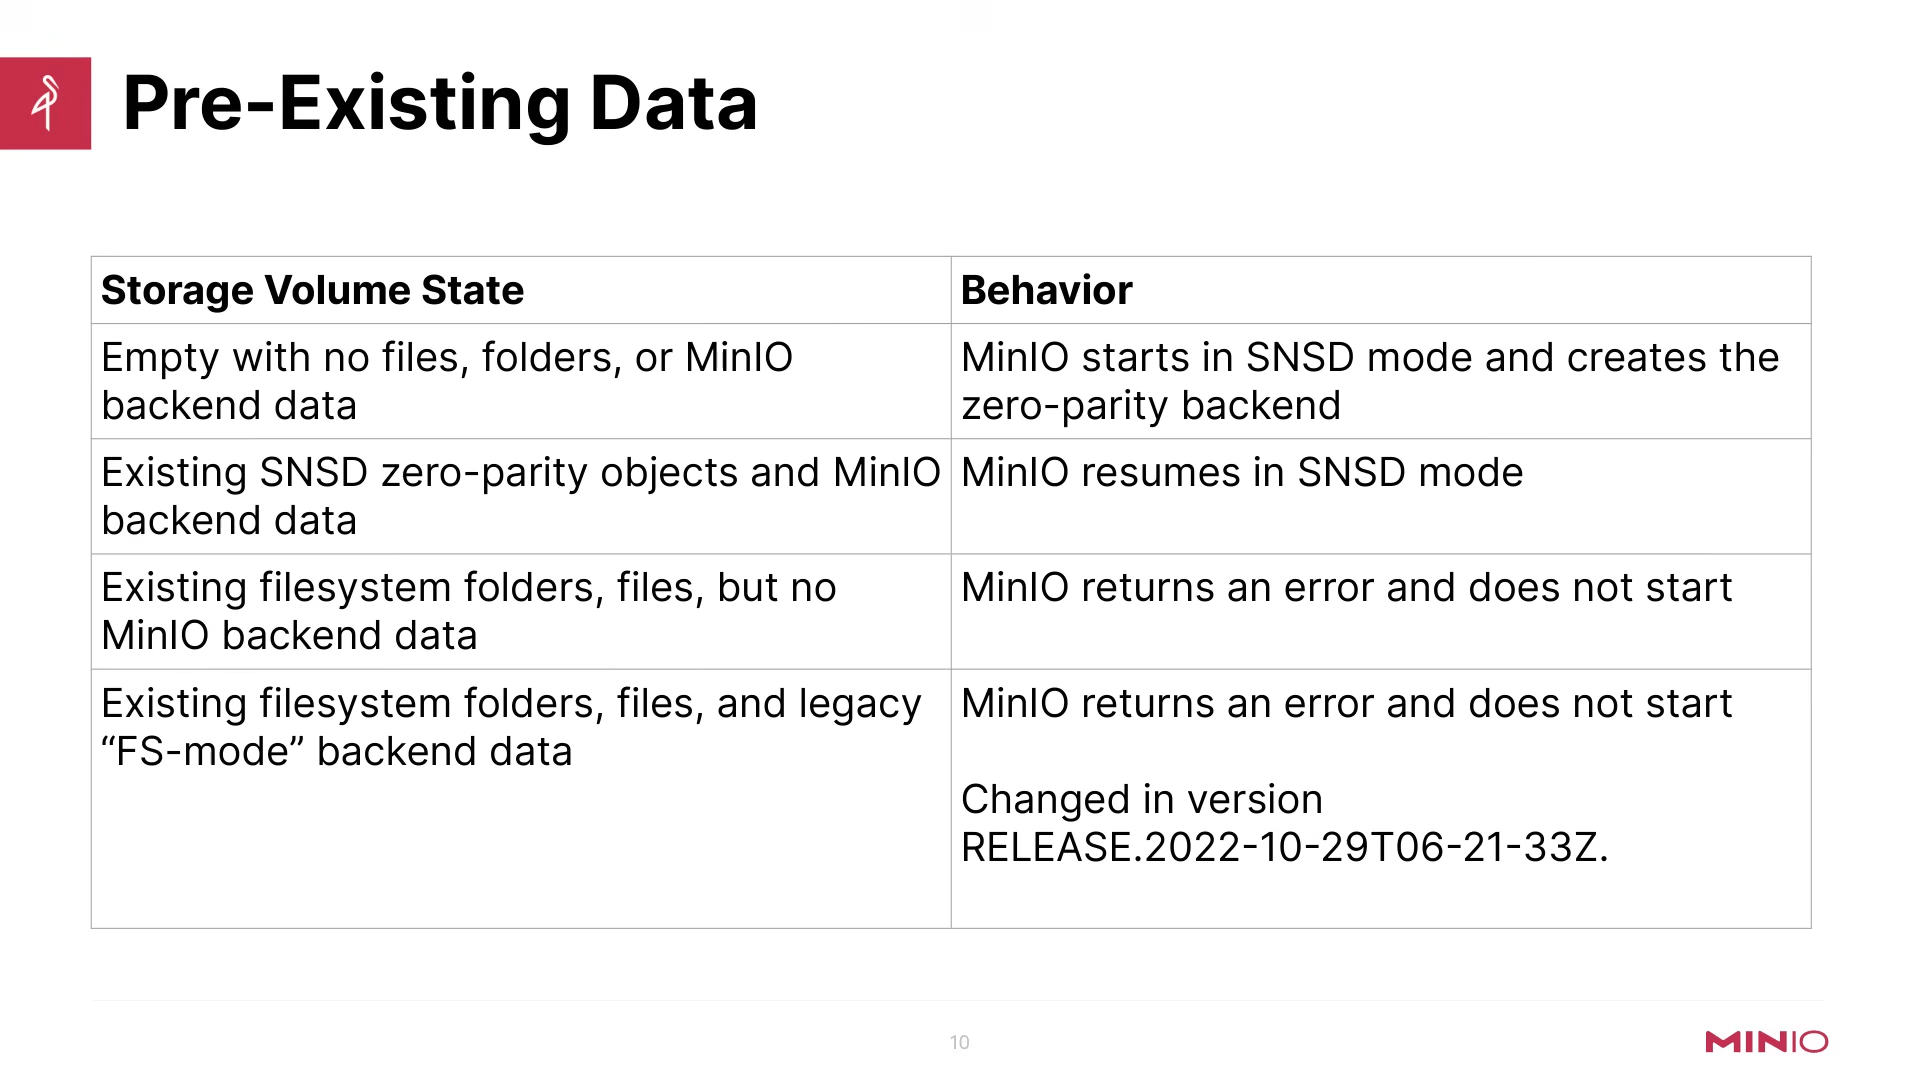 Pre-Existing Data
Storage Volume State
Behavior
Empty with no files, folders, or MinIO
backend data
MinIO starts in SNSD mode and creates the
zero-parity backend
Existing SNSD zero-parity objects and MinIO
backend data
MinIO resumes in SNSD mode
Existing filesystem folders, files, but no
MinIO backend data
MinIO returns an error and does not start
Existing filesystem folders, files, and legacy
“FS-mode” backend data
MinIO returns an error and does not start
Changed in version
RELEASE.2022-10-29T06-21-33Z.
10
MINIO